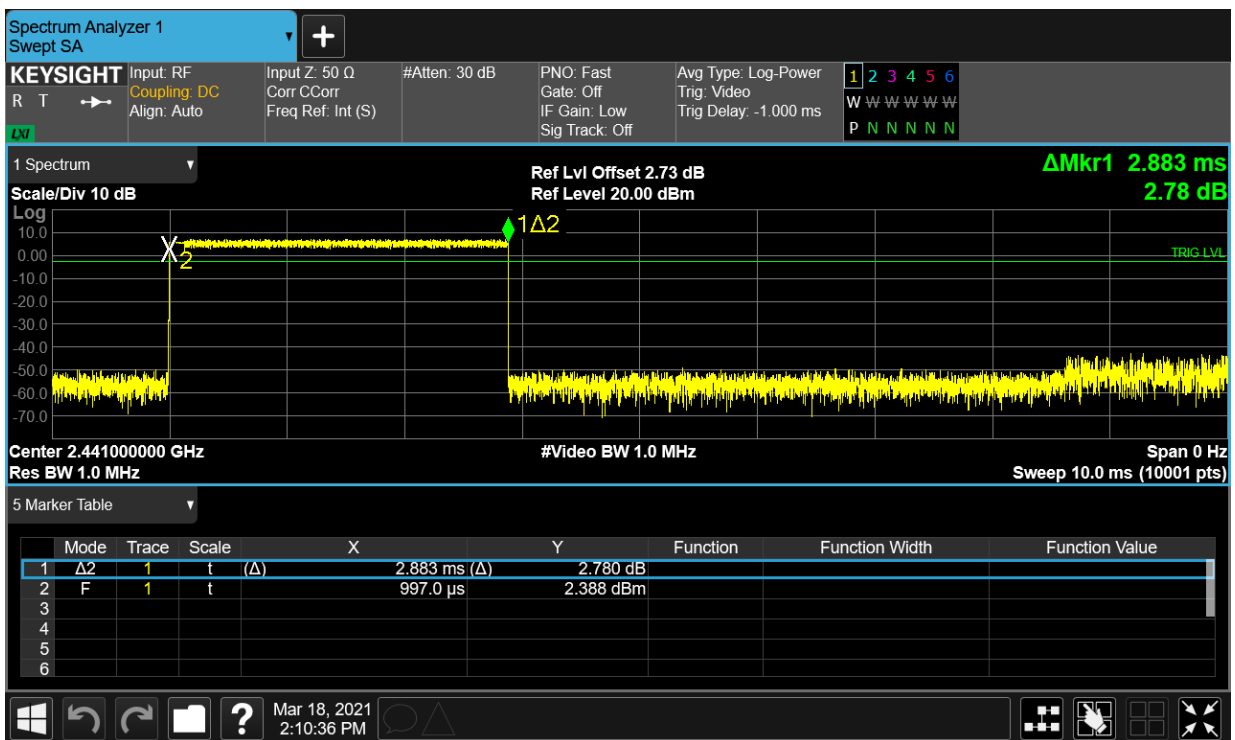 Spectrum Analyzer 1
Swept SA
+
KEYSIGHT
R T
LXI
Input: RF
Coupling: DC
Align: Auto
Input Z: 50 Ω
Corr CCorr
Freq Ref: Int (S)
#Atten: 30 dB
PNO: Fast
Gate: Off
IF Gain: Low
Sig Track: Off
Avg Type: Log-Power
Trig: Video
Trig Delay: -1.000 ms
1 2 3 4 5 6
W W W W W W
P N N N N N
1 Spectrum
Scale/Div 10 dB
Ref Lvl Offset 2.73 dB
Ref Level 20.00 dBm
ΔMkr1 2.883 ms
2.78 dB
Log
10.0
0.00
-10.0
-20.0
-30.0
-40.0
-50.0
-60.0
-70.0
X
2
1Δ2
TRIG LVL
Center 2.441000000 GHz
Res BW 1.0 MHz
#Video BW 1.0 MHz
Span 0 Hz
Sweep 10.0 ms (10001 pts)
5 Marker Table
Mode Trace Scale X Y Function Function Width Function Value
1 Δ2 1 t (Δ) 2.883 ms (Δ) 2.780 dB
2 F 1 t 997.0 µs 2.388 dBm
3
4
5
6
?
Mar 18, 2021
2:10:36 PM